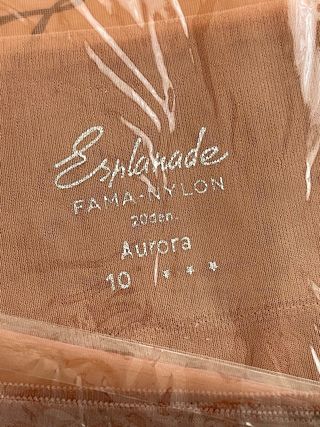 Esplanade
FAMA-NYLON
20den.
Aurora
10 ★ ★ ★